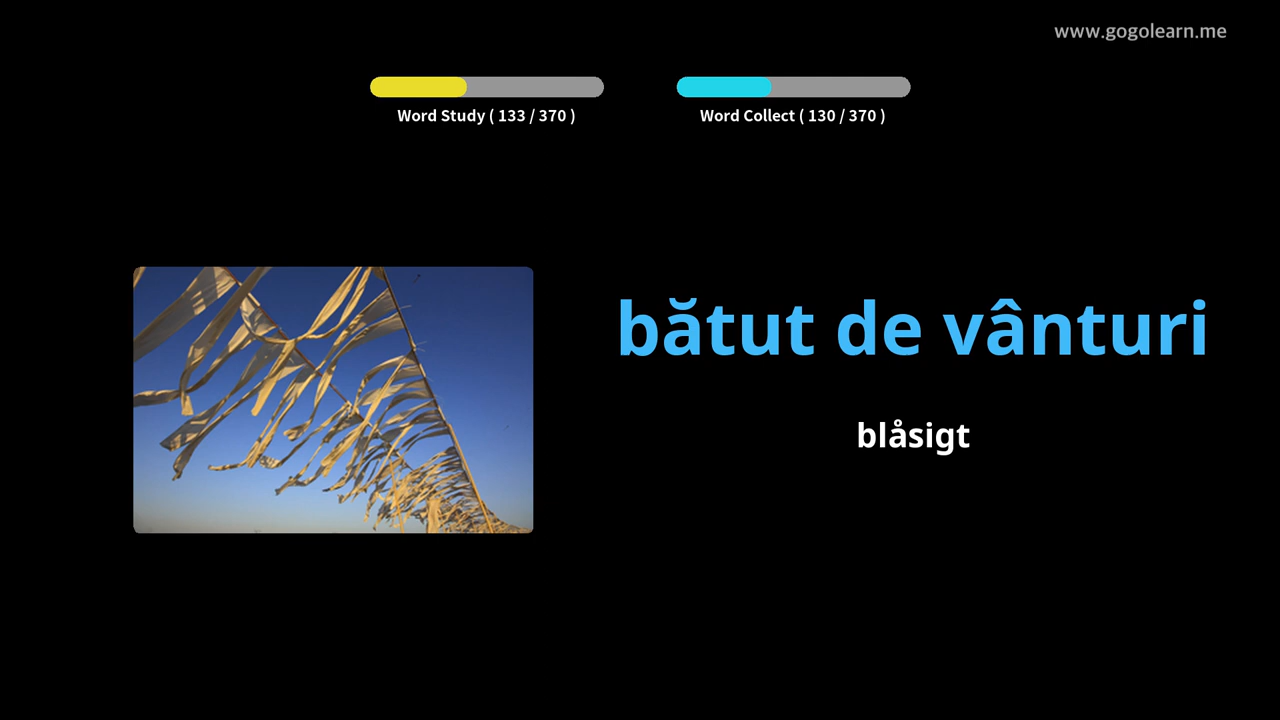 www.gogolearn.me
Word Study ( 133 / 370 )
Word Collect ( 130 / 370 )
bătut de vânturi
blåsigt